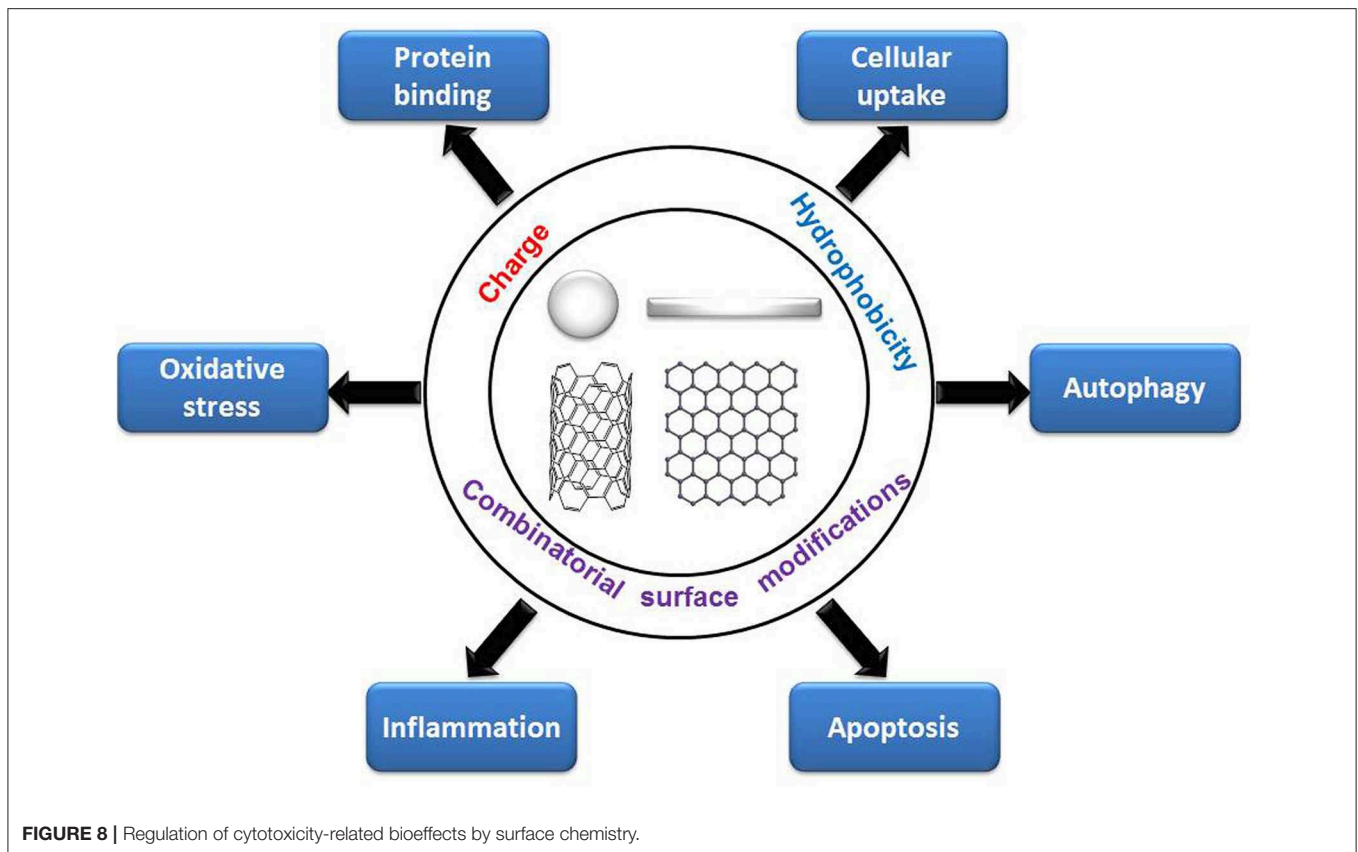 Protein
binding
Cellular
uptake
Charge
Hydrophobicity
Oxidative
stress
Autophagy
Combinatorial surface modifications
Inflammation
Apoptosis
FIGURE 8 | Regulation of cytotoxicity-related bioeffects by surface chemistry.